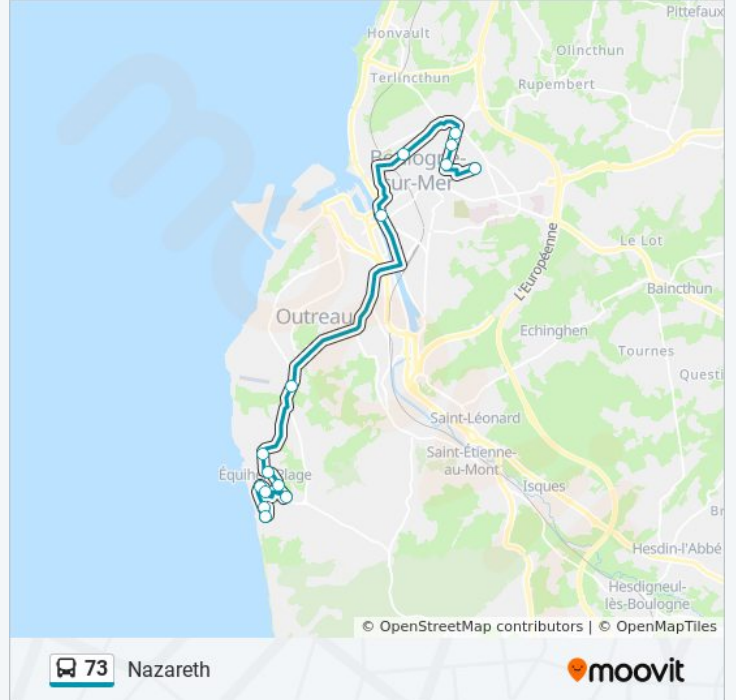 Pittefaux
Honvault
Olincthun
Terlincthun
Rupembert
Boulogne-
sur-Mer
Le Lot
L'Européenne
Baincthun
Outreau
Echinghen
Tournes
Questi
Saint-Léonard
Saint-Étienne-
au-Mont
Équihen-Plage
Isques
Br
Hesdin-l'Abbé
Hesdigneul-
lès-Boulogne
© OpenStreetMap contributors | © OpenMapTiles
73 Nazareth
moovit